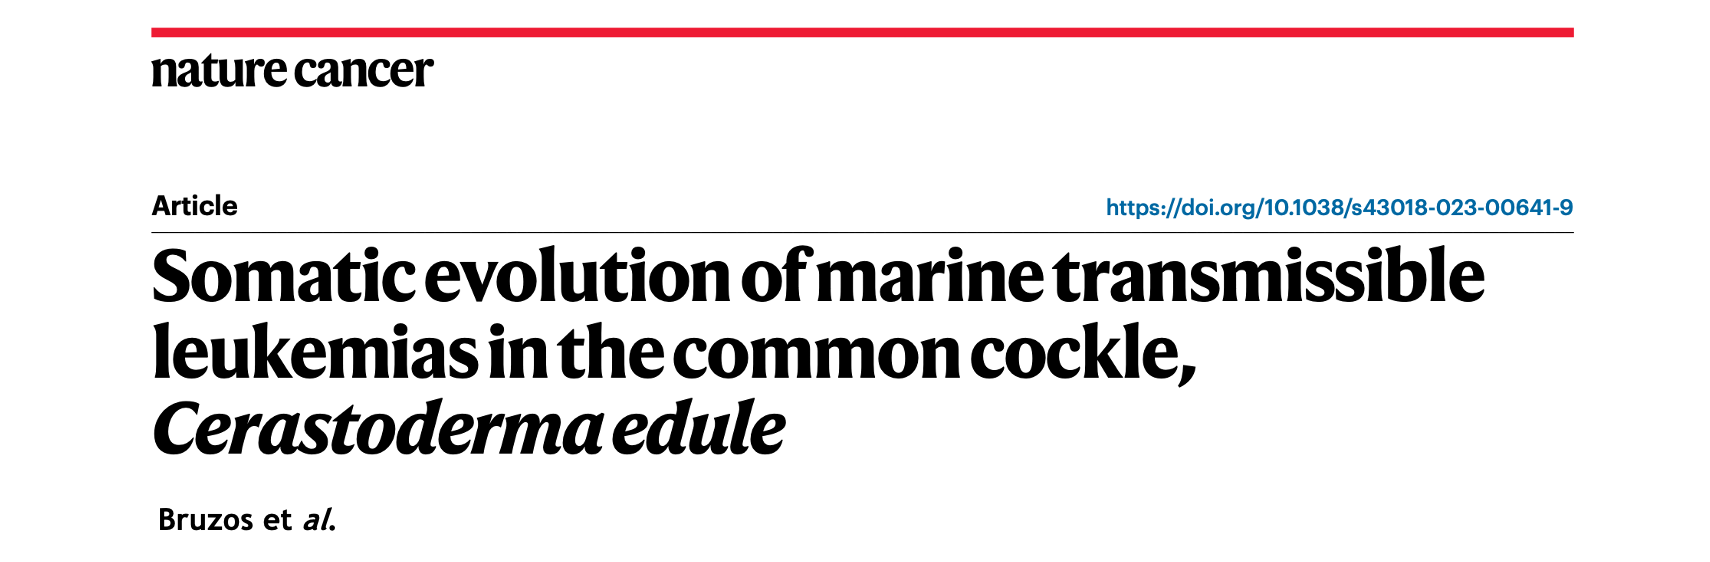 nature cancer
Article
https://doi.org/10.1038/s43018-023-00641-9
Somatic evolution of marine transmissible
leukemias in the common cockle,
Cerastoderma edule
Bruzos et al.